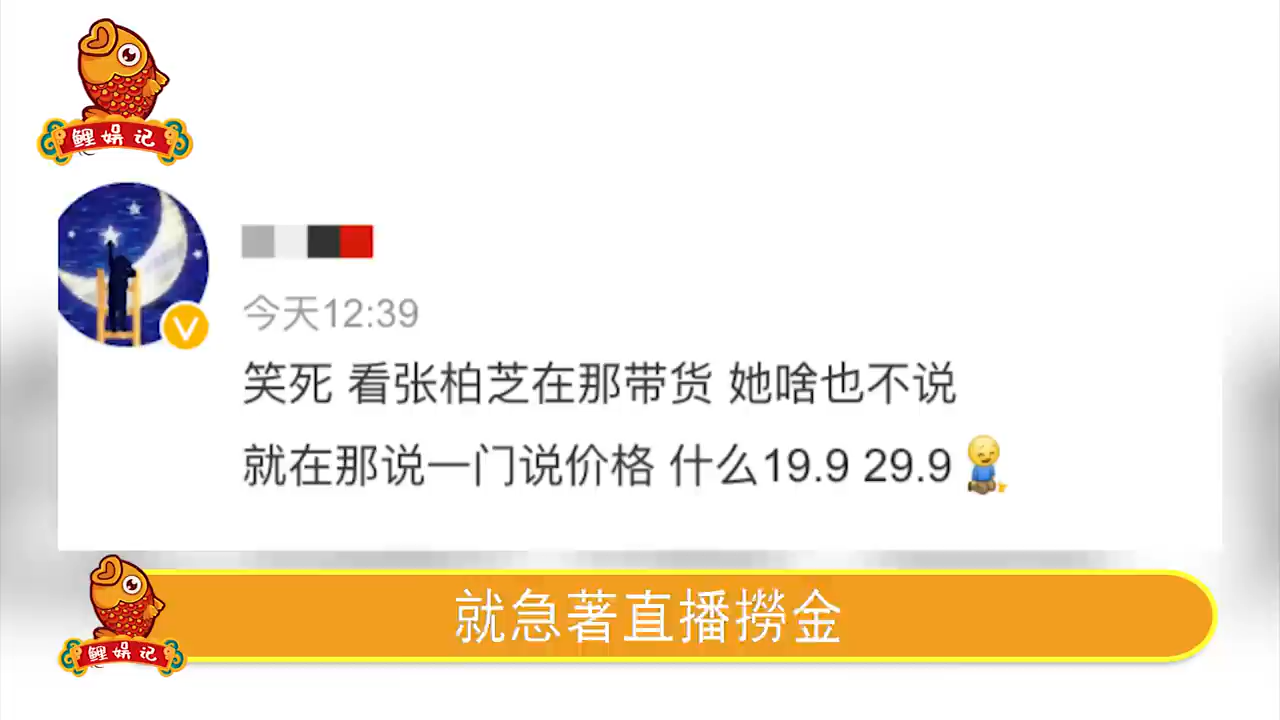 鲤娱记
今天12:39
笑死 看张柏芝在那带货 她啥也不说
就在那说一门说价格 什么19.9 29.9
就急著直播撈金
鲤娱记